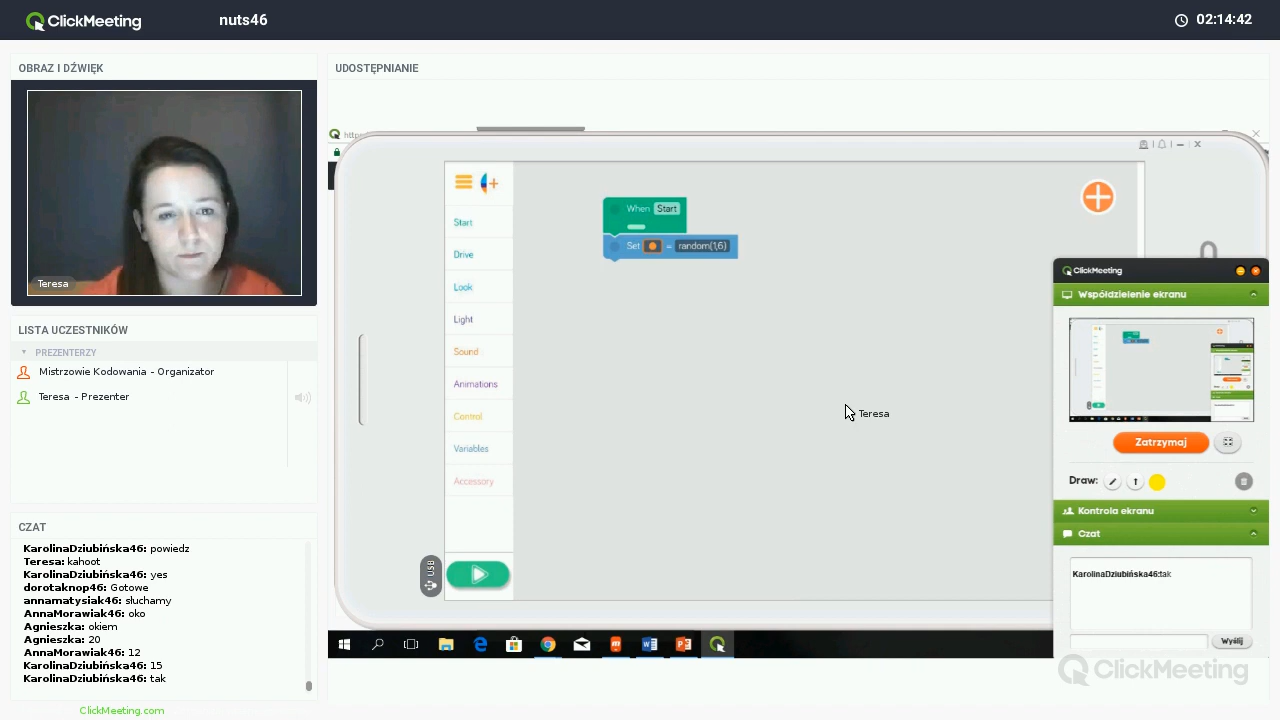 ClickMeeting
nuts46
02:14:42
OBRAZ I DŹWIĘK
Teresa
LISTA UCZESTNIKÓW
PREZENTERZY
Mistrzowie Kodowania - Organizator
Teresa - Prezenter
CZAT
KarolinaDziubińska46: powiedz
Teresa: kahoot
KarolinaDziubińska46: yes
dorotaknop46: Gotowe
annamatysiak46: słuchamy
AnnaMorawiak46: oko
Agnieszka: okiem
Agnieszka: 20
AnnaMorawiak46: 12
KarolinaDziubińska46: 15
KarolinaDziubińska46: tak
ClickMeeting.com
UDOSTĘPNIANIE
https
Start
Drive
Look
Light
Sound
Animations
Control
Variables
Accessory
When Start
Set = random(1,6)
Teresa
USB
ClickMeeting
Współdzielenie ekranu
Zatrzymaj
Draw:
Kontrola ekranu
Czat
KarolinaDziubińska46:tak
Wyślij
ClickMeeting